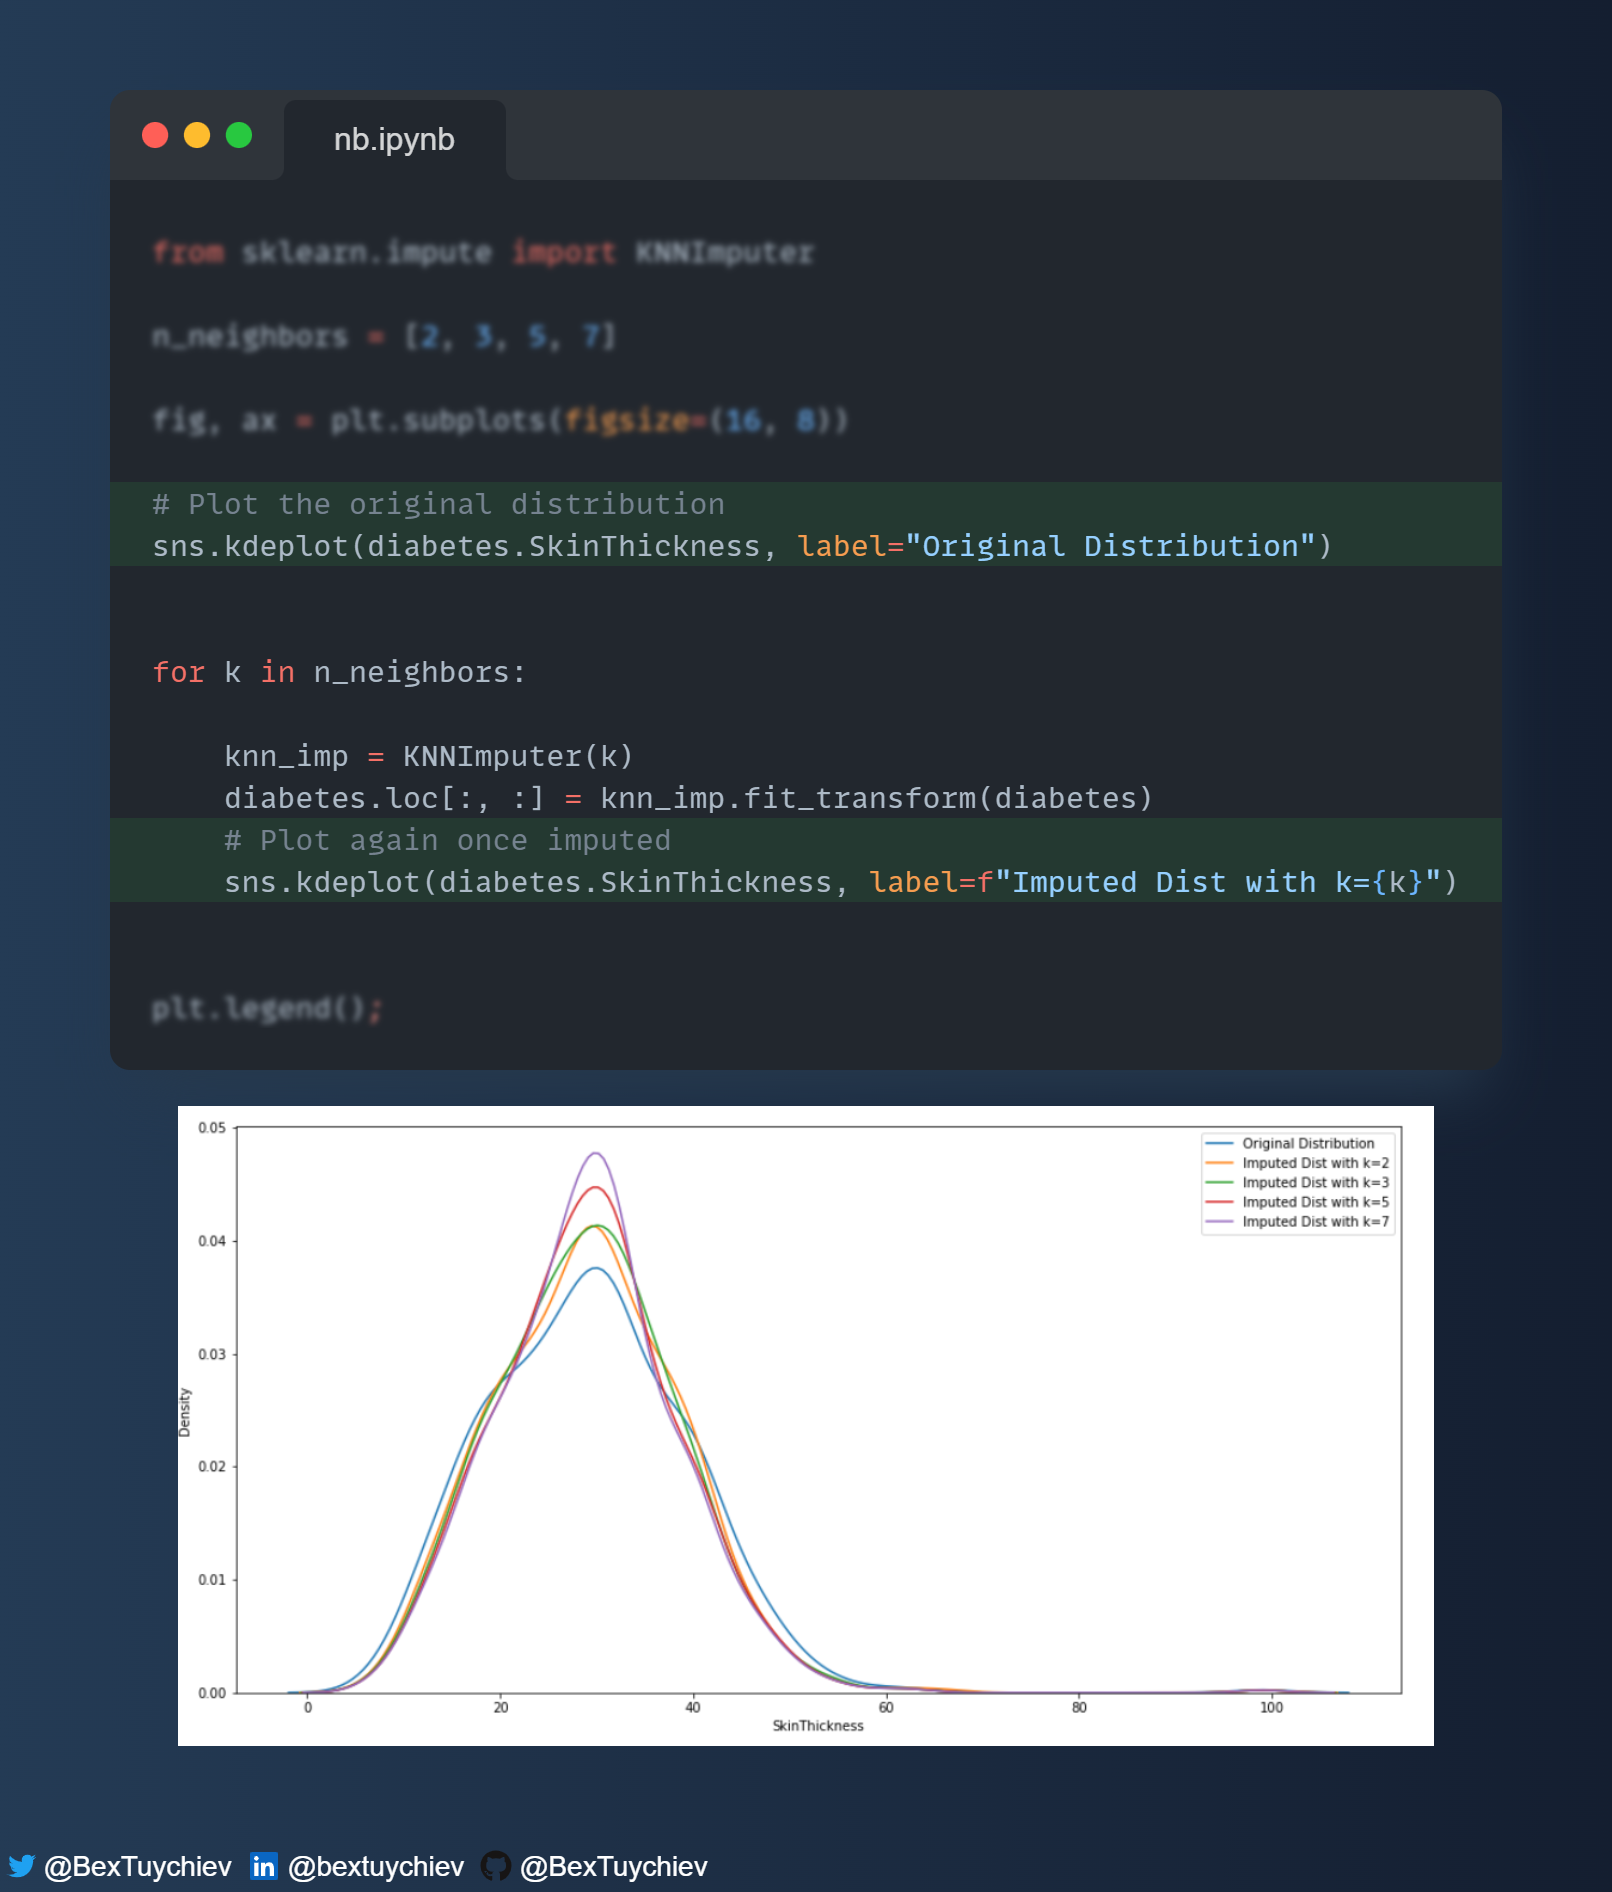 nb.ipynb
from sklearn.impute import KNNImputer
n_neighbors = [2, 3, 5, 7]
fig, ax = plt.subplots(figsize=(16, 8))
# Plot the original distribution
sns.kdeplot(diabetes.SkinThickness, label="Original Distribution")
for k in n_neighbors:
knn_imp = KNNImputer(k)
diabetes.loc[:, :] = knn_imp.fit_transform(diabetes)
# Plot again once imputed
sns.kdeplot(diabetes.SkinThickness, label=f"Imputed Dist with k={k}")
plt.legend();
0.05
0.04
0.03
0.02
0.01
0.00
Density
Original Distribution
Imputed Dist with k=2
Imputed Dist with k=3
Imputed Dist with k=5
Imputed Dist with k=7
0 20 40 60 80 100
SkinThickness
@BexTuychiev in @bextuychiev @BexTuychiev